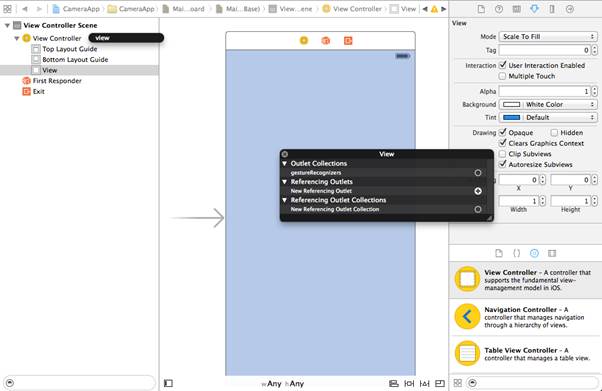 CameraApp
CameraApp
Mai...oard
Mai...Base)
View...ene
View Controller
View
View Controller Scene
View Controller
view
Top Layout Guide
Bottom Layout Guide
View
First Responder
Exit
View
Outlet Collections
gestureRecognizers
Referencing Outlets
New Referencing Outlet
Referencing Outlet Collections
New Referencing Outlet Collection
wAny hAny
View
Mode Scale To Fill
Tag 0
Interaction User Interaction Enabled
Multiple Touch
Alpha 1
Background White Color
Tint Default
Drawing Opaque Hidden
Clears Graphics Context
Clip Subviews
Autoresize Subviews
0 0
X Y
1 1
Width Height
View Controller - A controller that
supports the fundamental view-
management model in iOS.
Navigation Controller - A
controller that manages navigation
through a hierarchy of views.
Table View Controller - A
controller that manages a table view.